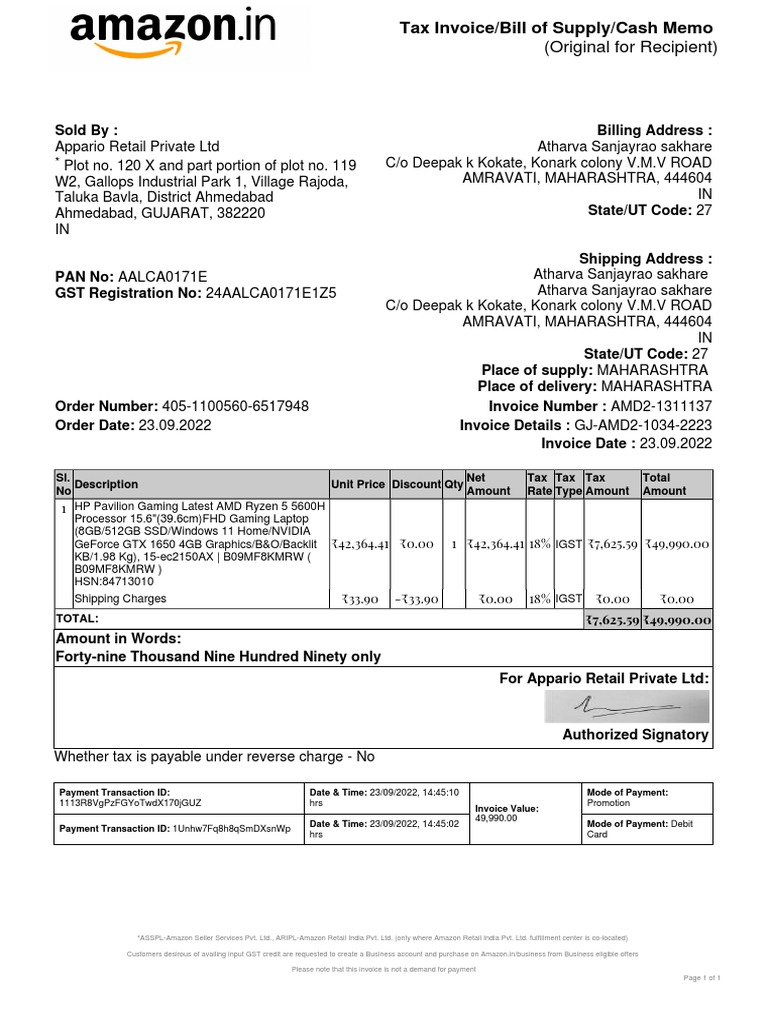 amazon.in
Tax Invoice/Bill of Supply/Cash Memo
(Original for Recipient)
Sold By :
Appario Retail Private Ltd
* Plot no. 120 X and part portion of plot no. 119
W2, Gallops Industrial Park 1, Village Rajoda,
Taluka Bavla, District Ahmedabad
Ahmedabad, GUJARAT, 382220
IN
Billing Address :
Atharva Sanjayrao sakhare
C/o Deepak k Kokate, Konark colony V.M.V ROAD
AMRAVATI, MAHARASHTRA, 444604
IN
State/UT Code: 27
PAN No: AALCA0171E
GST Registration No: 24AALCA0171E1Z5
Shipping Address :
Atharva Sanjayrao sakhare
Atharva Sanjayrao sakhare
C/o Deepak k Kokate, Konark colony V.M.V ROAD
AMRAVATI, MAHARASHTRA, 444604
IN
State/UT Code: 27
Place of supply: MAHARASHTRA
Place of delivery: MAHARASHTRA
Order Number: 405-1100560-6517948
Order Date: 23.09.2022
Invoice Number : AMD2-1311137
Invoice Details : GJ-AMD2-1034-2223
Invoice Date : 23.09.2022
Sl. No Description Unit Price Discount Qty Net Amount Tax Rate Tax Type Tax Amount Total Amount
1 HP Pavilion Gaming Latest AMD Ryzen 5 5600H
Processor 15.6"(39.6cm)FHD Gaming Laptop
(8GB/512GB SSD/Windows 11 Home/NVIDIA
GeForce GTX 1650 4GB Graphics/B&O/Backlit
KB/1.98 Kg), 15-ec2150AX | B09MF8KMRW (
B09MF8KMRW )
HSN:84713010
₹42,364.41 ₹0.00 1 ₹42,364.41 18% IGST ₹7,625.59 ₹49,990.00
Shipping Charges ₹33.90 -₹33.90 ₹0.00 18% IGST ₹0.00 ₹0.00
TOTAL: ₹7,625.59 ₹49,990.00
Amount in Words:
Forty-nine Thousand Nine Hundred Ninety only
For Appario Retail Private Ltd:
Authorized Signatory
Whether tax is payable under reverse charge - No
Payment Transaction ID:
1113R8VgPzFGYoTwdX170jGUZ
Date & Time: 23/09/2022, 14:45:10
hrs
Invoice Value:
49,990.00
Mode of Payment:
Promotion
Payment Transaction ID: 1Unhw7Fq8h8qSmDXsnWp
Date & Time: 23/09/2022, 14:45:02
hrs
Mode of Payment: Debit
Card
*ASSPL-Amazon Seller Services Pvt. Ltd., ARIPL-Amazon Retail India Pvt. Ltd. (only where Amazon Retail India Pvt. Ltd. fulfillment center is co-located)
Customers desirous of availing input GST credit are requested to create a Business account and purchase on Amazon.in/business from Business eligible offers
Please note that this invoice is not a demand for payment
Page 1 of 1